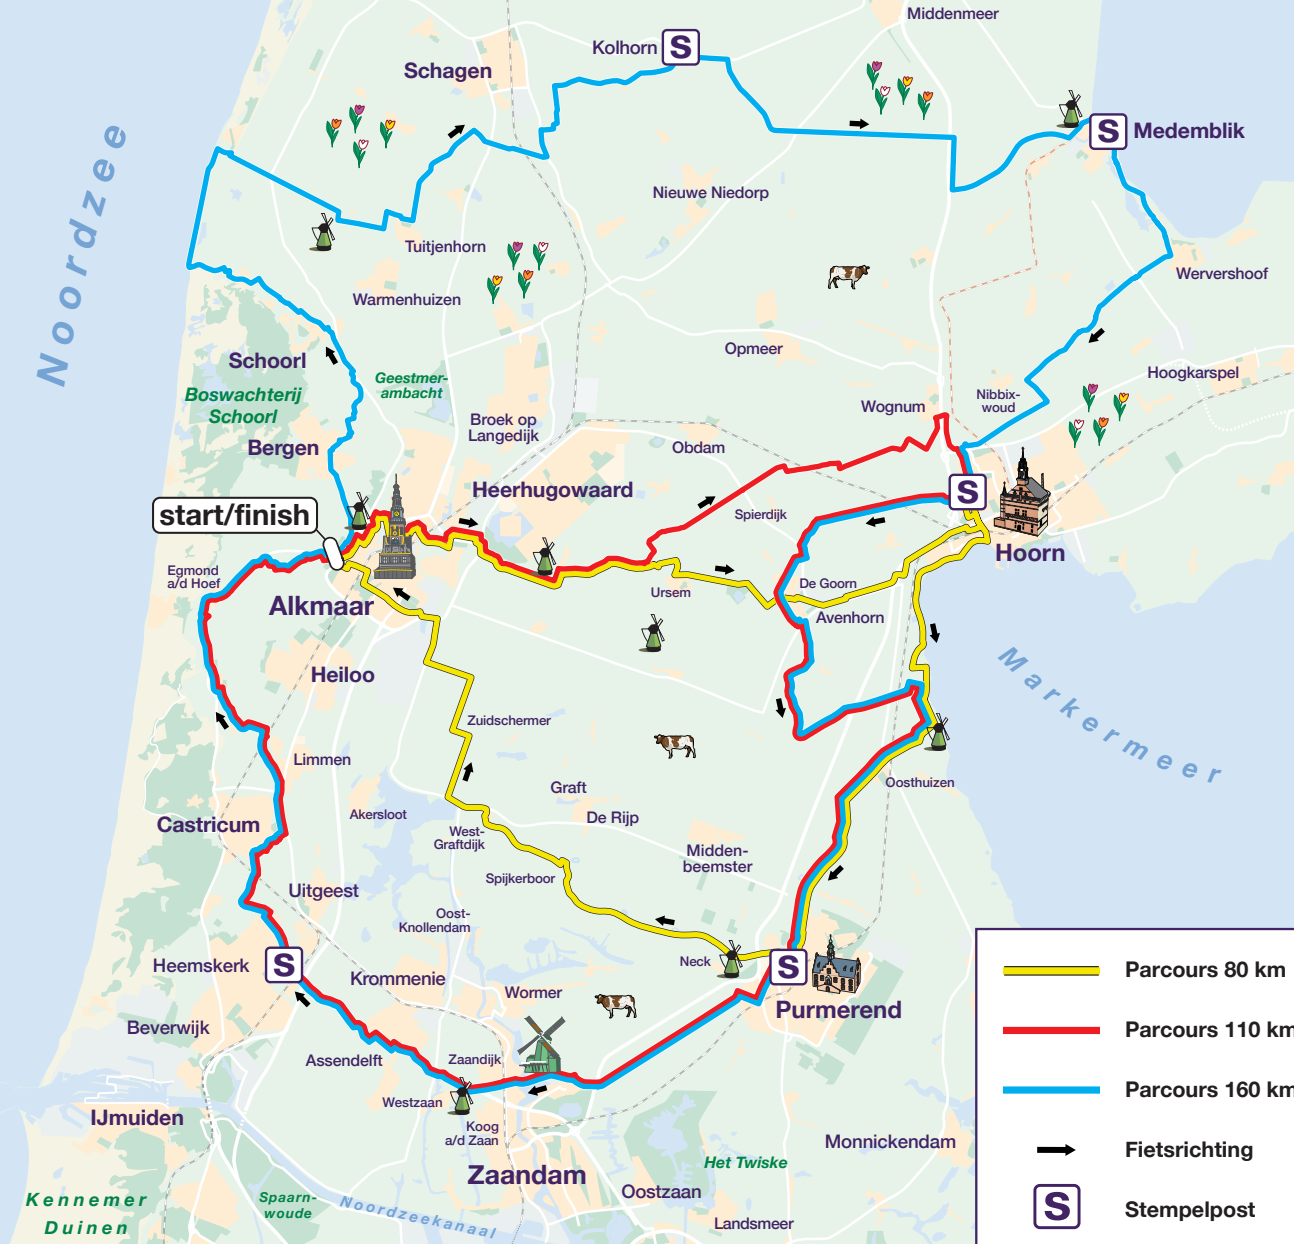 Middenmeer
Kolhorn
S
Schagen
Noordzee
S
Medemblik
Nieuwe Niedorp
Tuitjenhorn
Wervershoof
Warmenhuizen
Opmeer
Schoorl
Hoogkarspel
Geestmer-
ambacht
Boswachterij
Schoorl
Nibbix-
woud
Wognum
Broek op
Langedijk
Bergen
Obdam
Heerhugowaard
S
start/finish
Spierdijk
Hoorn
Egmond
a/d Hoef
De Goorn
Ursem
Alkmaar
Avenhorn
Markermeer
Heiloo
Zuidschermer
Limmen
Oosthuizen
Graft
Akersloot
De Rijp
Castricum
West-
Graftdijk
Midden-
beemster
Spijkerboor
Uitgeest
Oost-
Knollendam
Neck
S
Heemskerk
S
Krommenie
Wormer
Purmerend
Beverwijk
Assendelft
Zaandijk
Westzaan
IJmuiden
Koog
a/d Zaan
Monnickendam
Het Twiske
Zaandam
Oostzaan
Kennemer
Duinen
Spaarn-
woude
Noordzeekanaal
Landsmeer
Parcours 80 km
Parcours 110 km
Parcours 160 km
Fietsrichting
S
Stempelpost